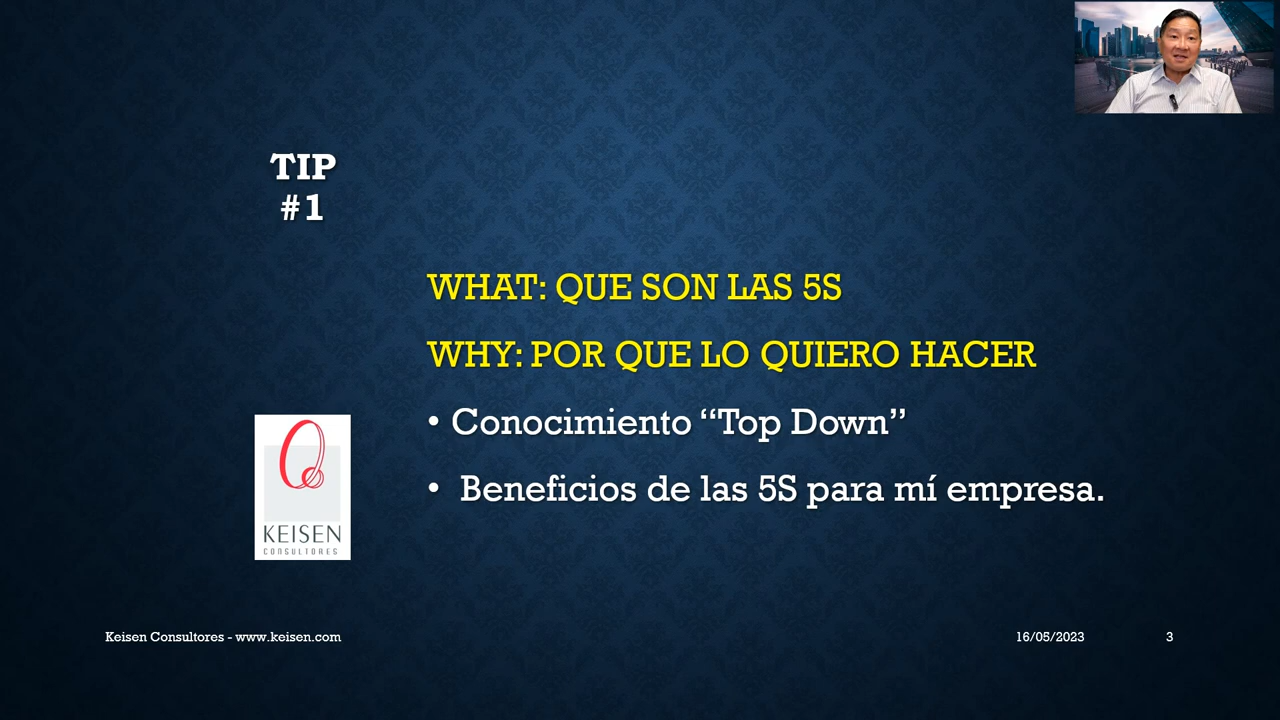 TIP
#1
WHAT: QUE SON LAS 5S
WHY: POR QUE LO QUIERO HACER
• Conocimiento “Top Down”
• Beneficios de las 5S para mí empresa.
KEISEN
CONSULTORES
Keisen Consultores - www.keisen.com
16/05/2023
3